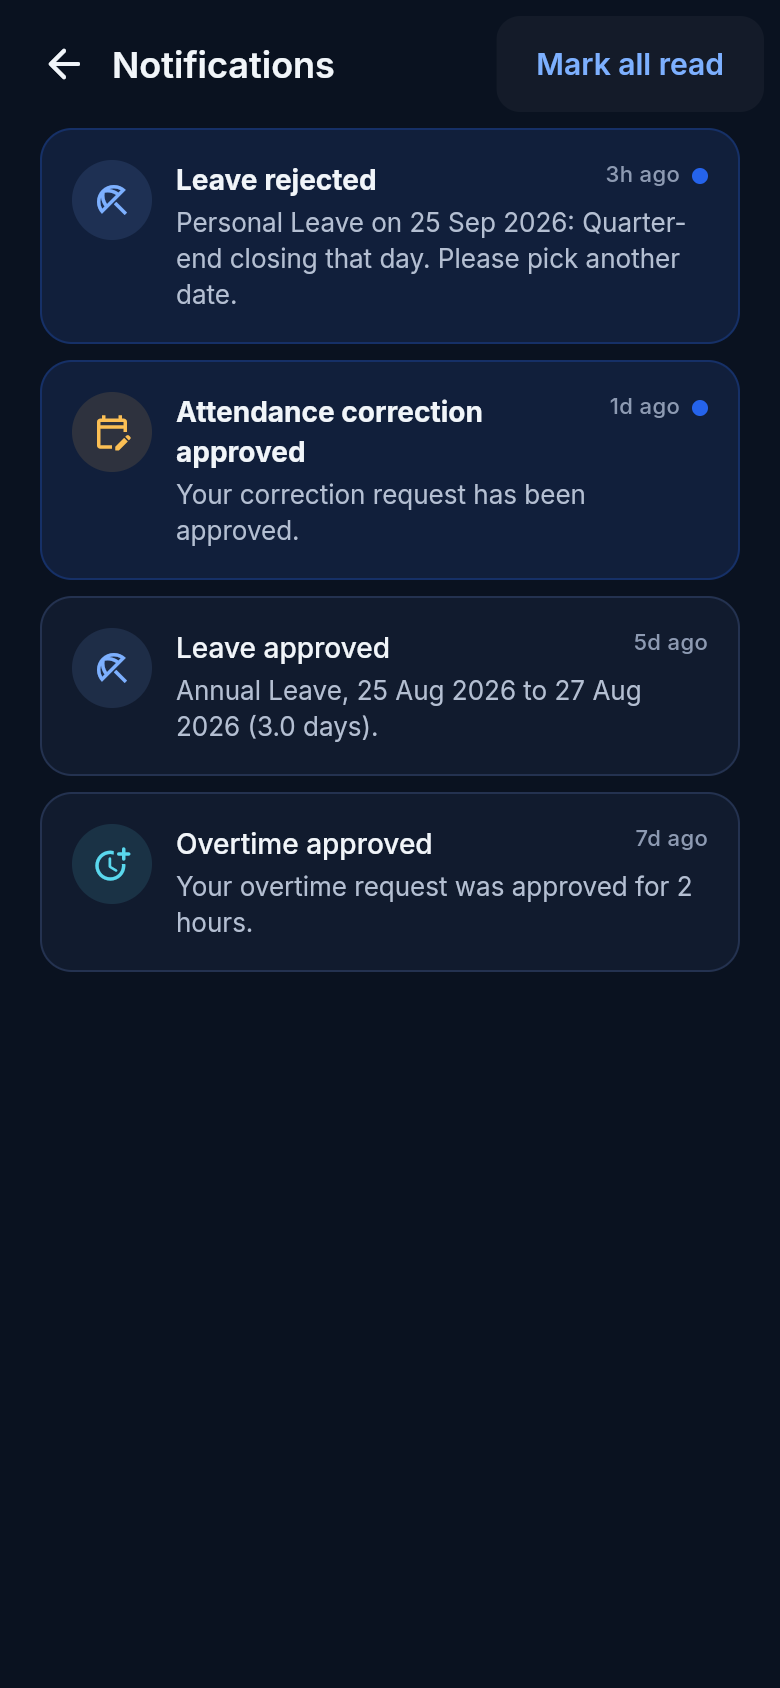 Notifications
Mark all read
Leave rejected
3h ago
Personal Leave on 25 Sep 2026: Quarter-
end closing that day. Please pick another
date.
Attendance correction
approved
1d ago
Your correction request has been
approved.
Leave approved
5d ago
Annual Leave, 25 Aug 2026 to 27 Aug
2026 (3.0 days).
Overtime approved
7d ago
Your overtime request was approved for 2
hours.